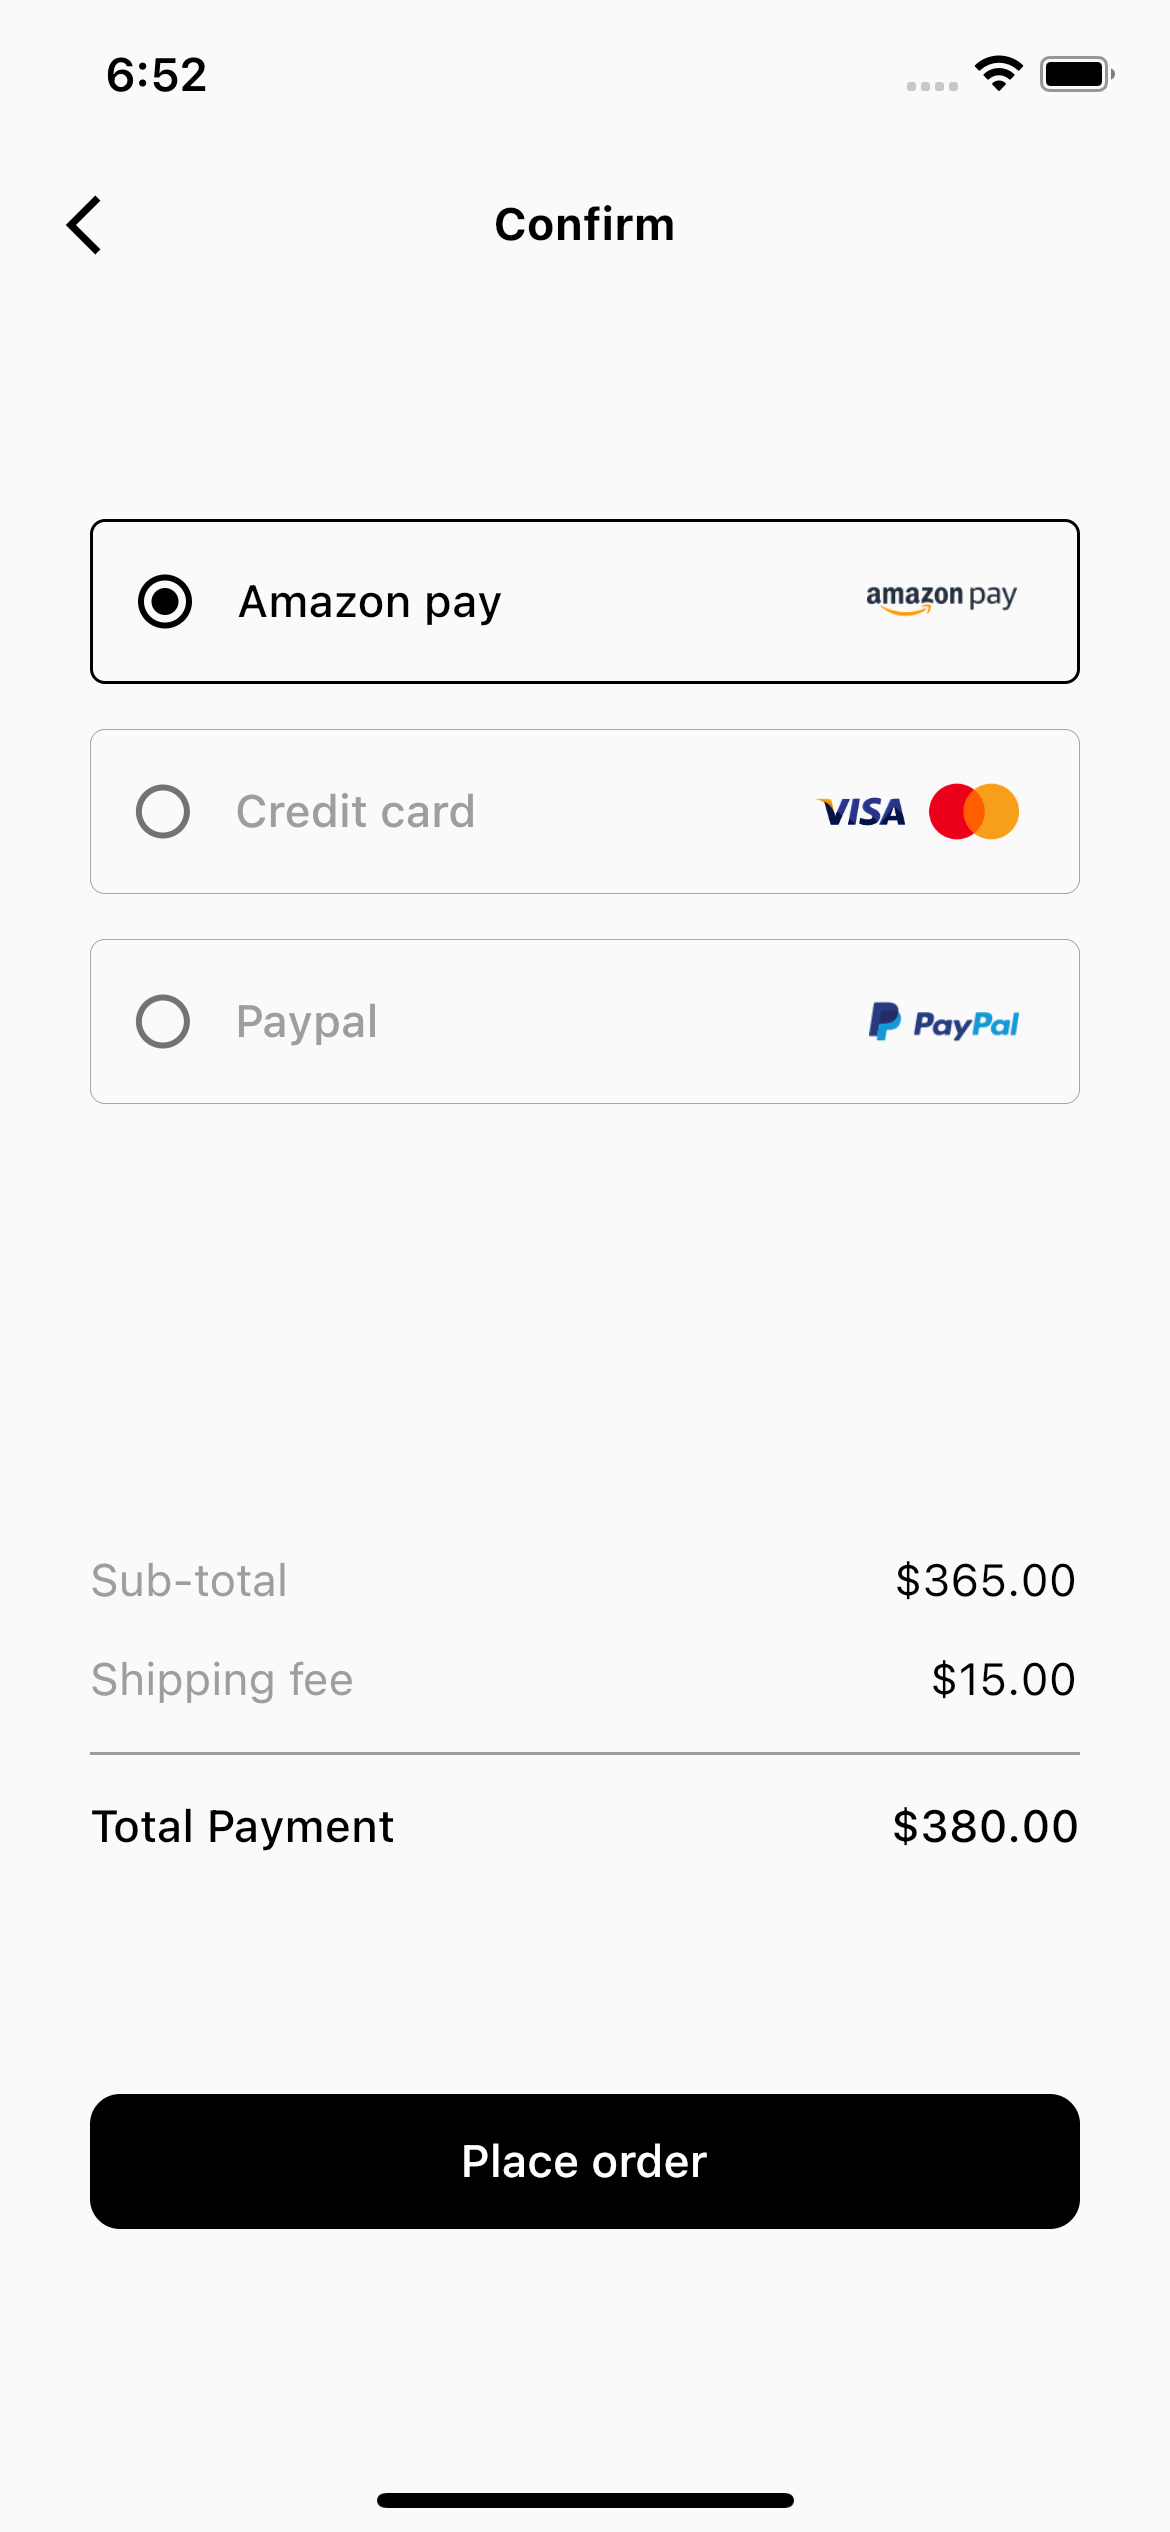 6:52
Confirm
Amazon pay amazon pay
Credit card VISA
Paypal PayPal
Sub-total $365.00
Shipping fee $15.00
Total Payment $380.00
Place order